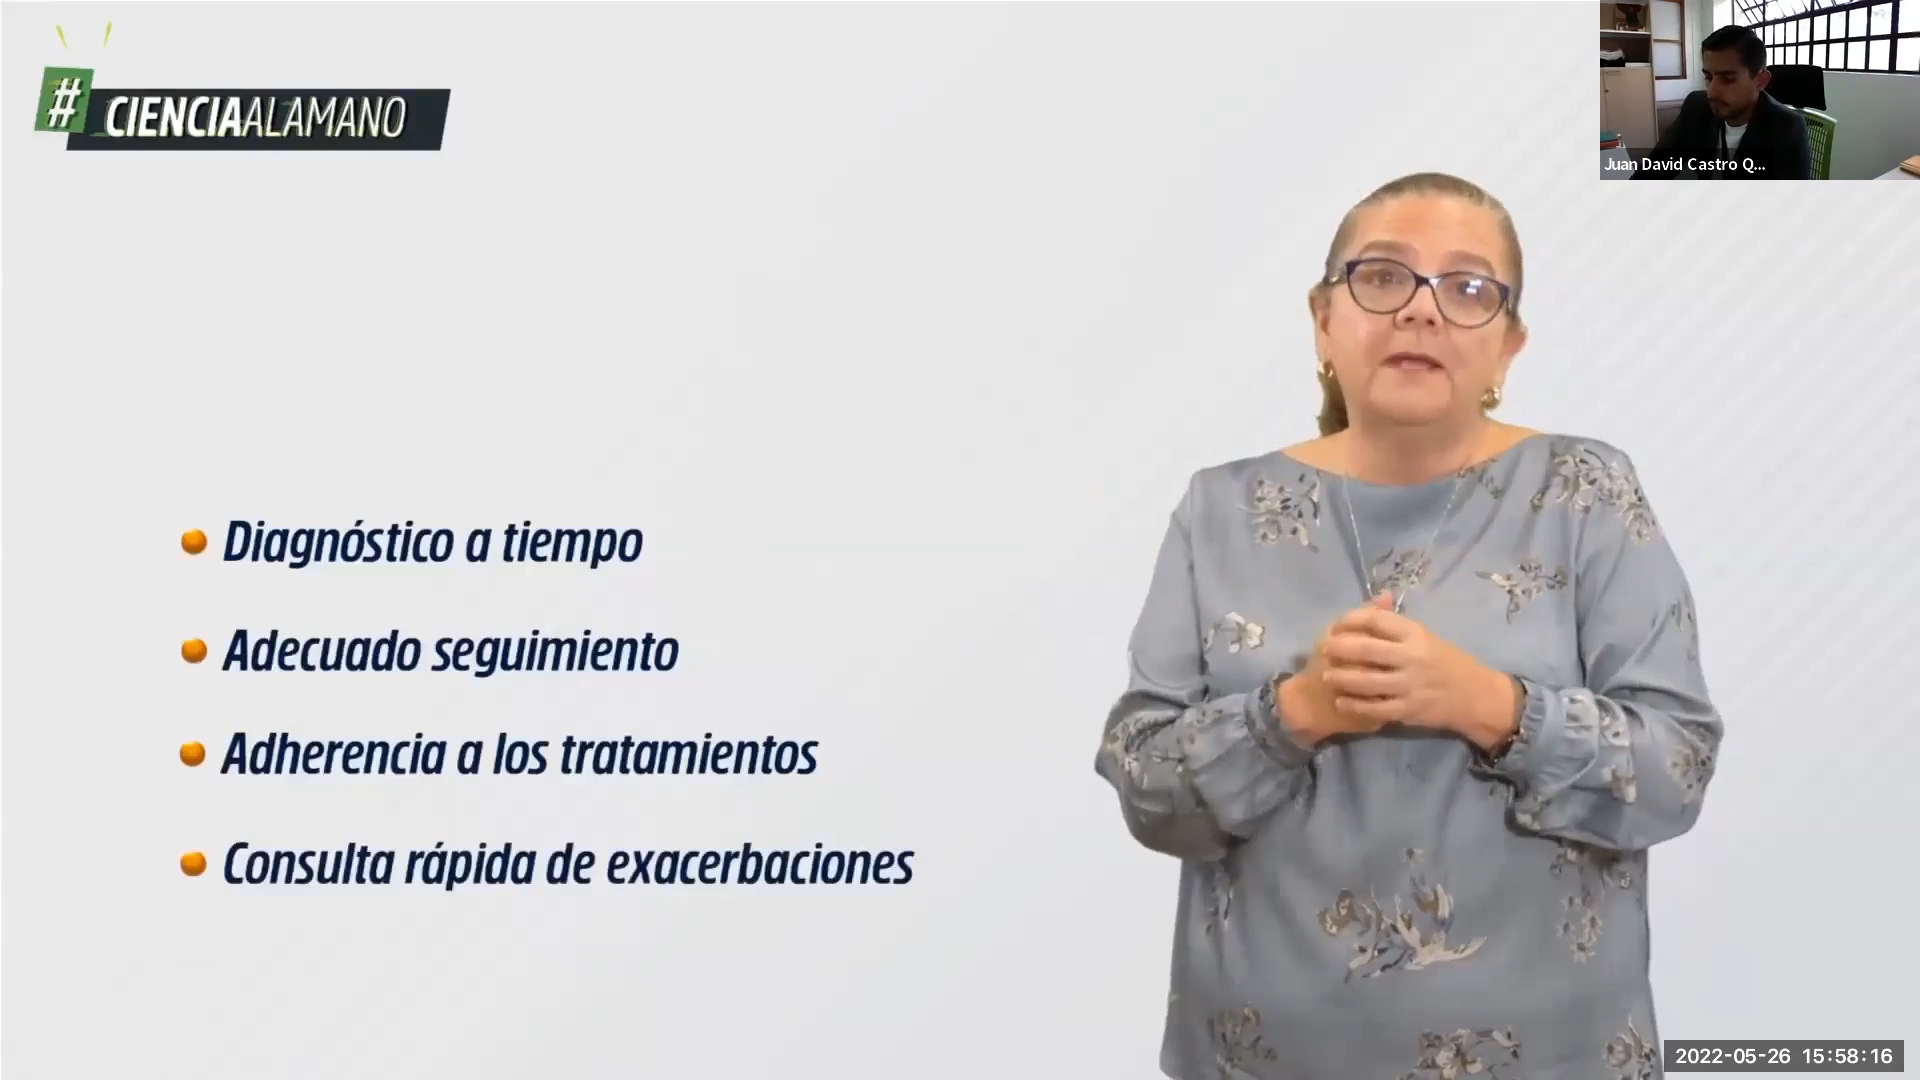 # CIENCIAALAMANO
Juan David Castro Q...
Diagnóstico a tiempo
Adecuado seguimiento
Adherencia a los tratamientos
Consulta rápida de exacerbaciones
2022-05-26 15:58:16